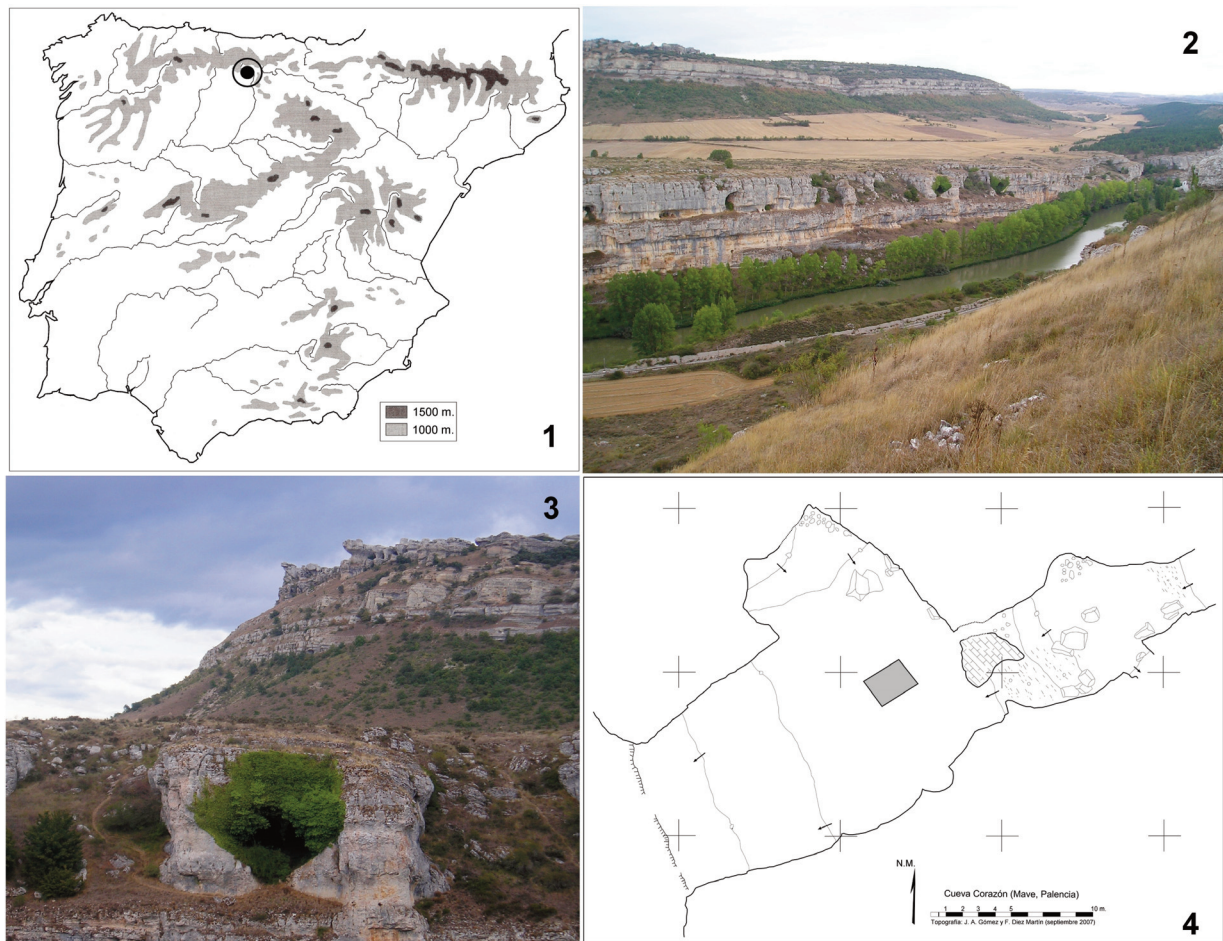 1500 m.
1000 m.
1
2
3
N.M.
Cueva Corazón (Mave, Palencia)
1 2 3 4 5 10 m.
Topografía: J. A. Gómez y F. Diez Martín (septiembre 2007)
4